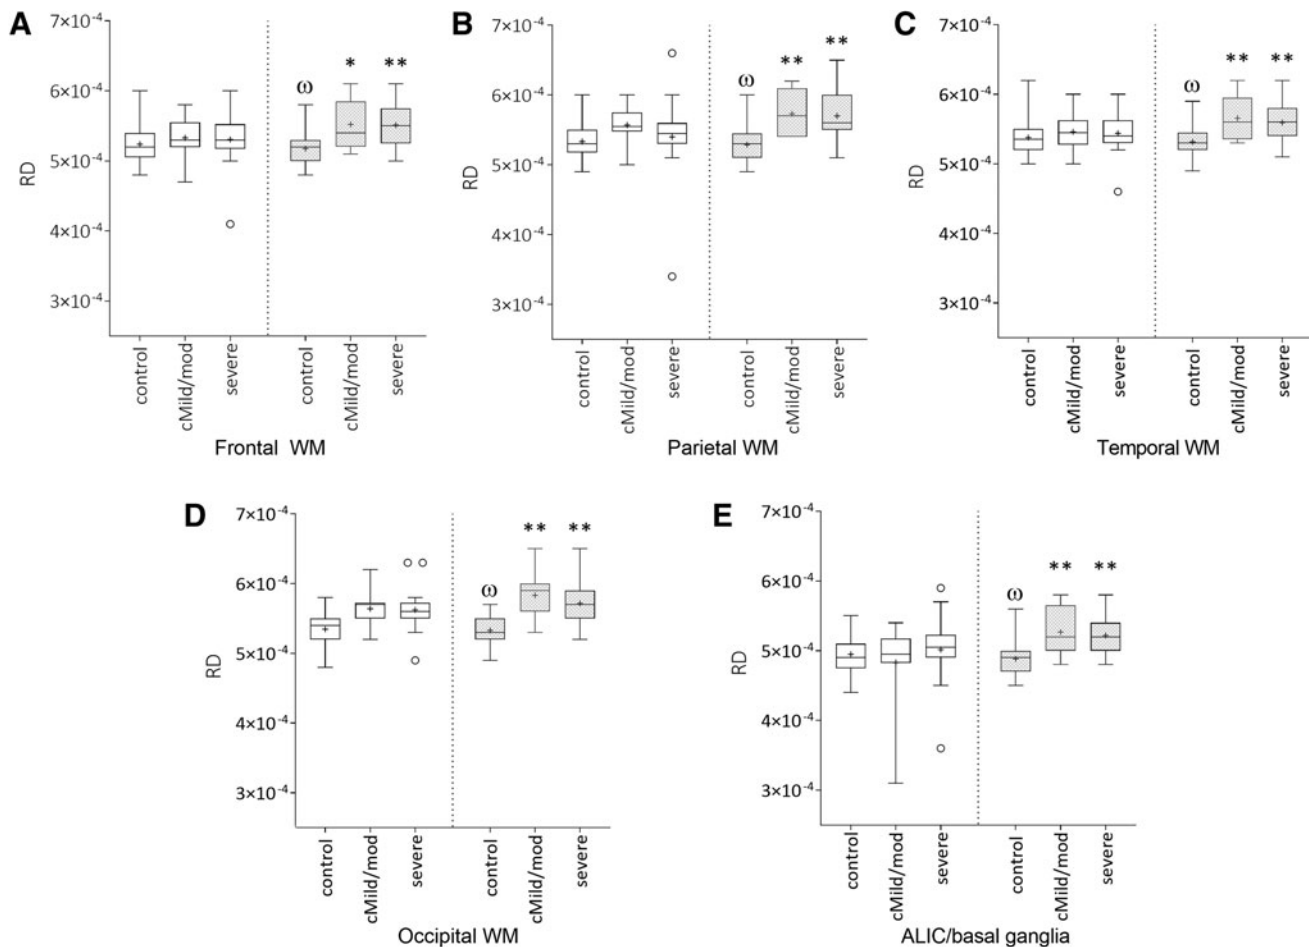 A
7×10⁻⁴
6×10⁻⁴
5×10⁻⁴
4×10⁻⁴
3×10⁻⁴
RD
ω
*
**
control
cMild/mod
severe
control
cMild/mod
severe
Frontal WM
B
7×10⁻⁴
6×10⁻⁴
5×10⁻⁴
4×10⁻⁴
3×10⁻⁴
RD
ω
**
**
control
cMild/mod
severe
control
cMild/mod
severe
Parietal WM
C
7×10⁻⁴
6×10⁻⁴
5×10⁻⁴
4×10⁻⁴
3×10⁻⁴
RD
ω
**
**
control
cMild/mod
severe
control
cMild/mod
severe
Temporal WM
D
7×10⁻⁴
6×10⁻⁴
5×10⁻⁴
4×10⁻⁴
3×10⁻⁴
RD
ω
**
**
control
cMild/mod
severe
control
cMild/mod
severe
Occipital WM
E
7×10⁻⁴
6×10⁻⁴
5×10⁻⁴
4×10⁻⁴
3×10⁻⁴
RD
ω
**
**
control
cMild/mod
severe
control
cMild/mod
severe
ALIC/basal ganglia